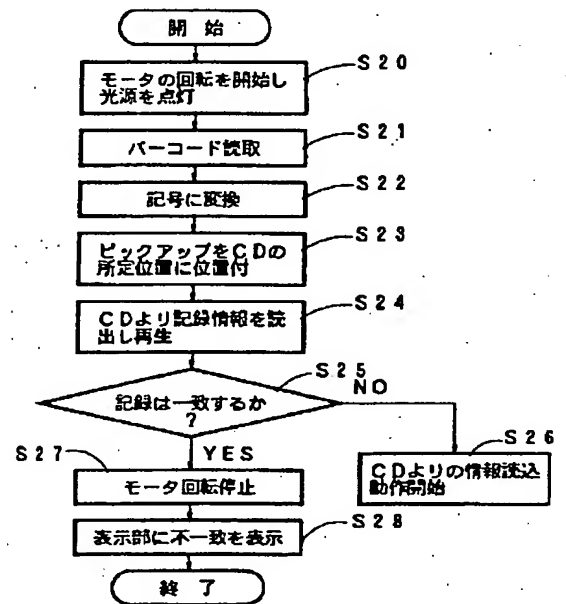 開 始
S20
モータの回転を開始し
光源を点灯
S21
バーコード読取
S22
記号に変換
S23
ピックアップをCDの
所定位置に位置付
S24
CDより記録情報を読
出し再生
S25
記録は一致するか
?
NO
YES
S26
CDよりの情報読込
動作開始
S27
モータ回転停止
S28
表示部に不一致を表示
終 了